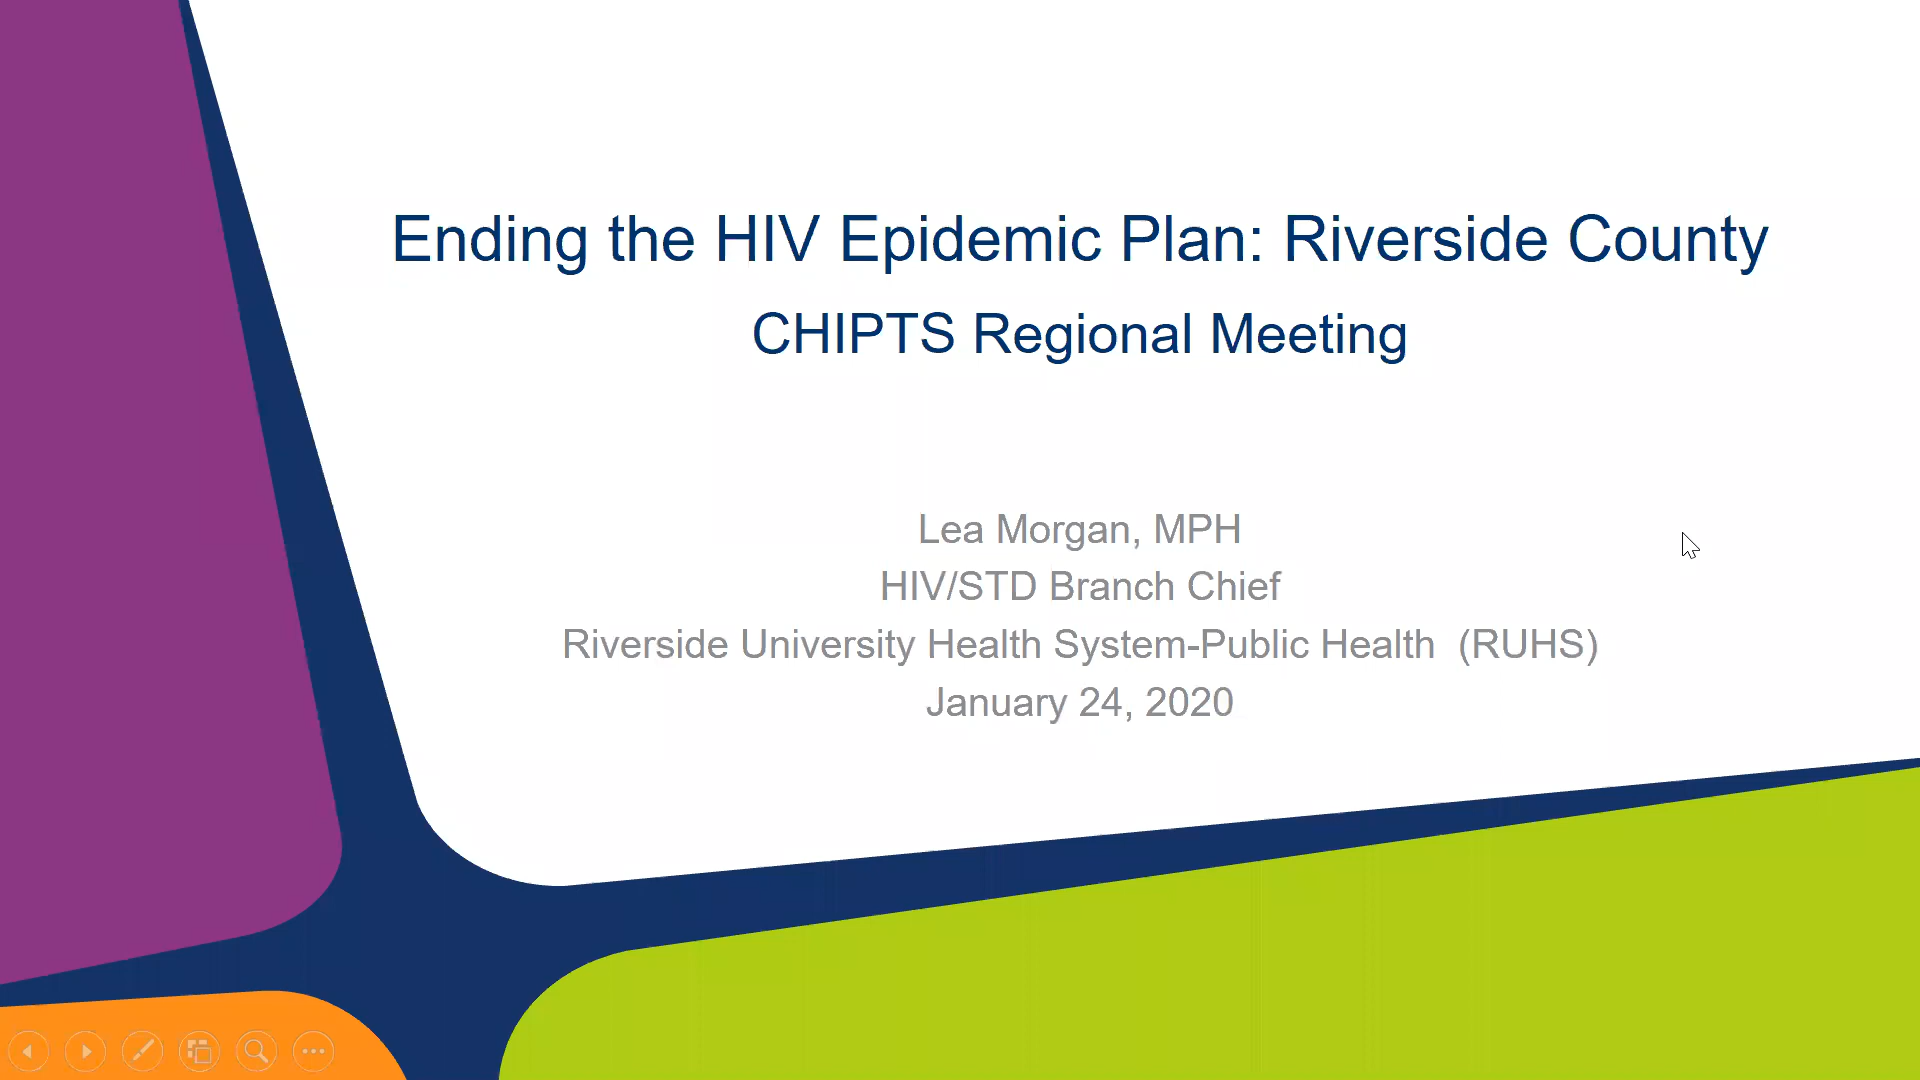 Ending the HIV Epidemic Plan: Riverside County
CHIPTS Regional Meeting
Lea Morgan, MPH
HIV/STD Branch Chief
Riverside University Health System-Public Health  (RUHS)
January 24, 2020